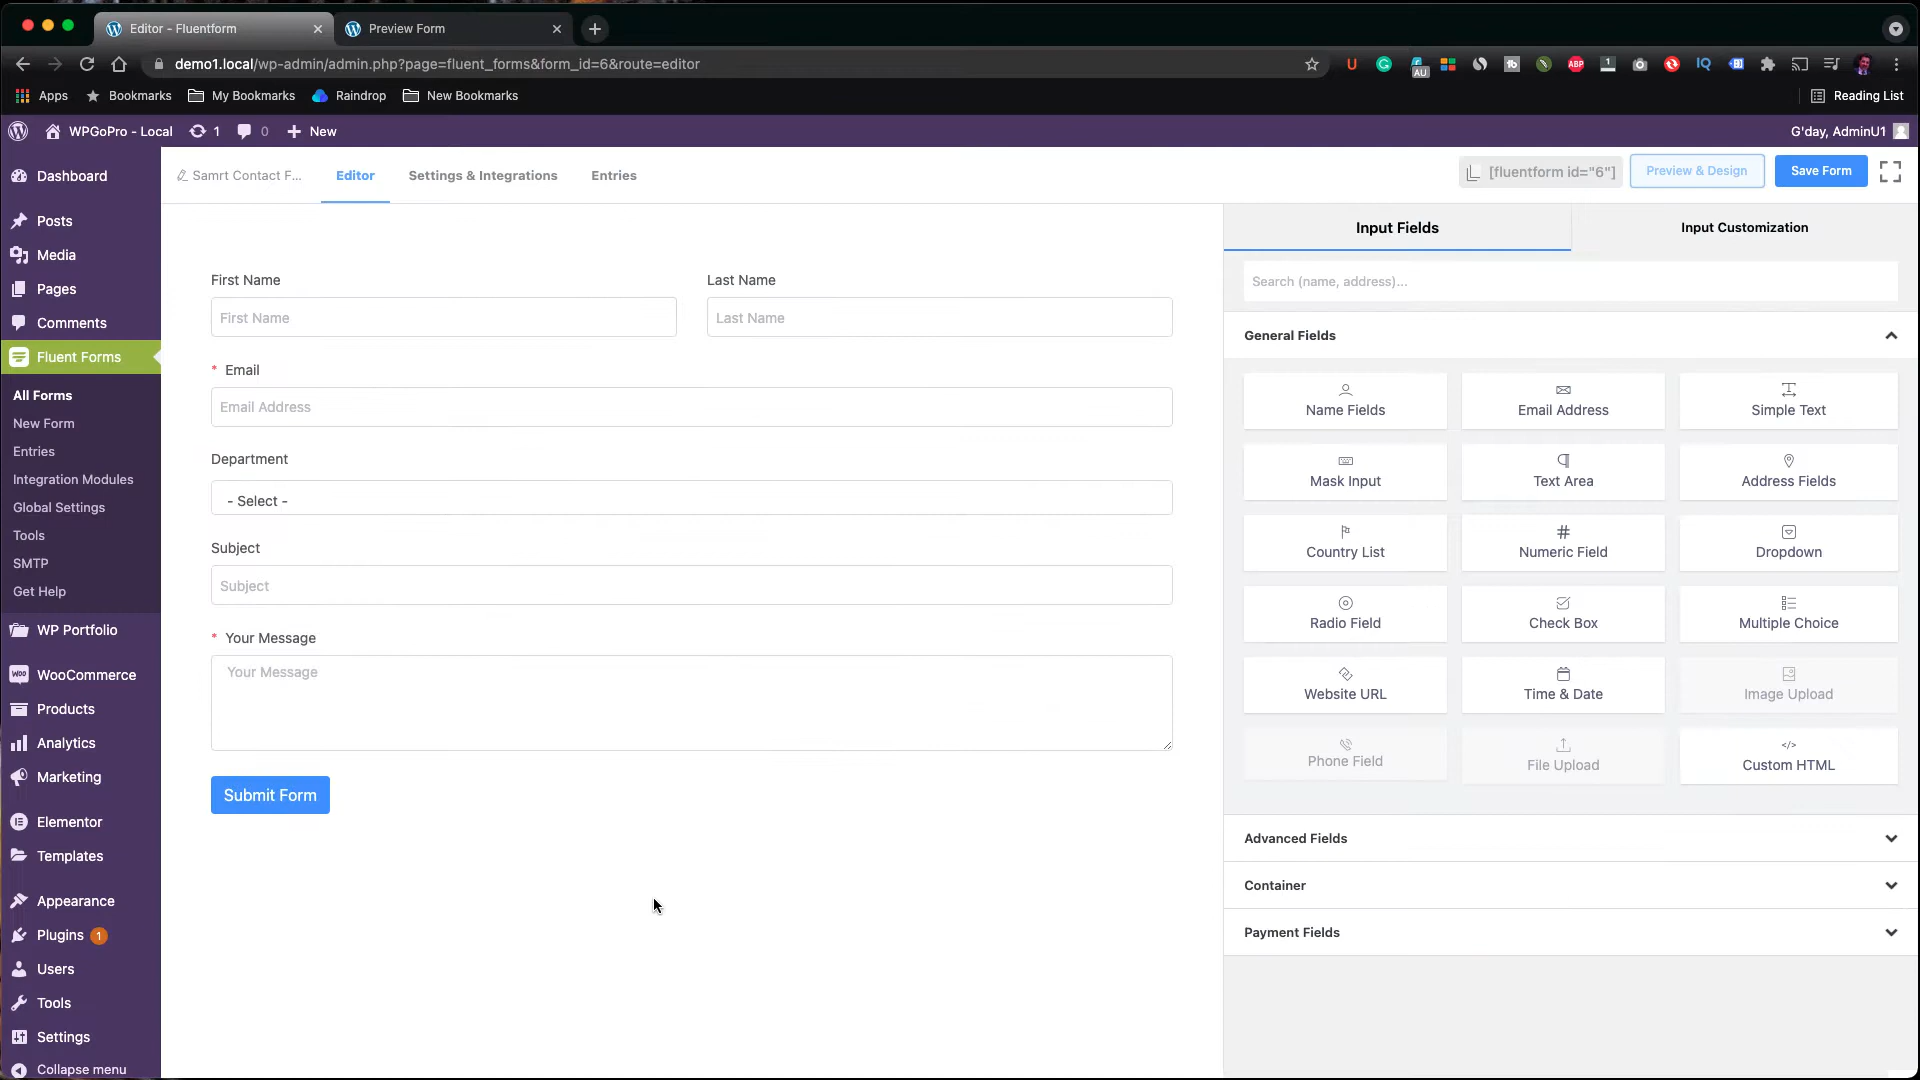 Editor - Fluentform
Preview Form
demo1.local/wp-admin/admin.php?page=fluent_forms&form_id=6&route=editor
Apps
Bookmarks
My Bookmarks
Raindrop
New Bookmarks
Reading List
WPGoPro - Local
1
0
New
G'day, AdminU1
Dashboard
Posts
Media
Pages
Comments
Fluent Forms
All Forms
New Form
Entries
Integration Modules
Global Settings
Tools
SMTP
Get Help
WP Portfolio
WooCommerce
Products
Analytics
Marketing
Elementor
Templates
Appearance
Plugins 1
Users
Tools
Settings
Collapse menu
Samrt Contact F...
Editor
Settings & Integrations
Entries
[fluentform id="6"]
Preview & Design
Save Form
First Name
First Name
Last Name
Last Name
* Email
Email Address
Department
- Select -
Subject
Subject
* Your Message
Your Message
Submit Form
Input Fields
Input Customization
Search (name, address)...
General Fields
Name Fields
Email Address
Simple Text
Mask Input
Text Area
Address Fields
Country List
Numeric Field
Dropdown
Radio Field
Check Box
Multiple Choice
Website URL
Time & Date
Image Upload
Phone Field
File Upload
Custom HTML
Advanced Fields
Container
Payment Fields